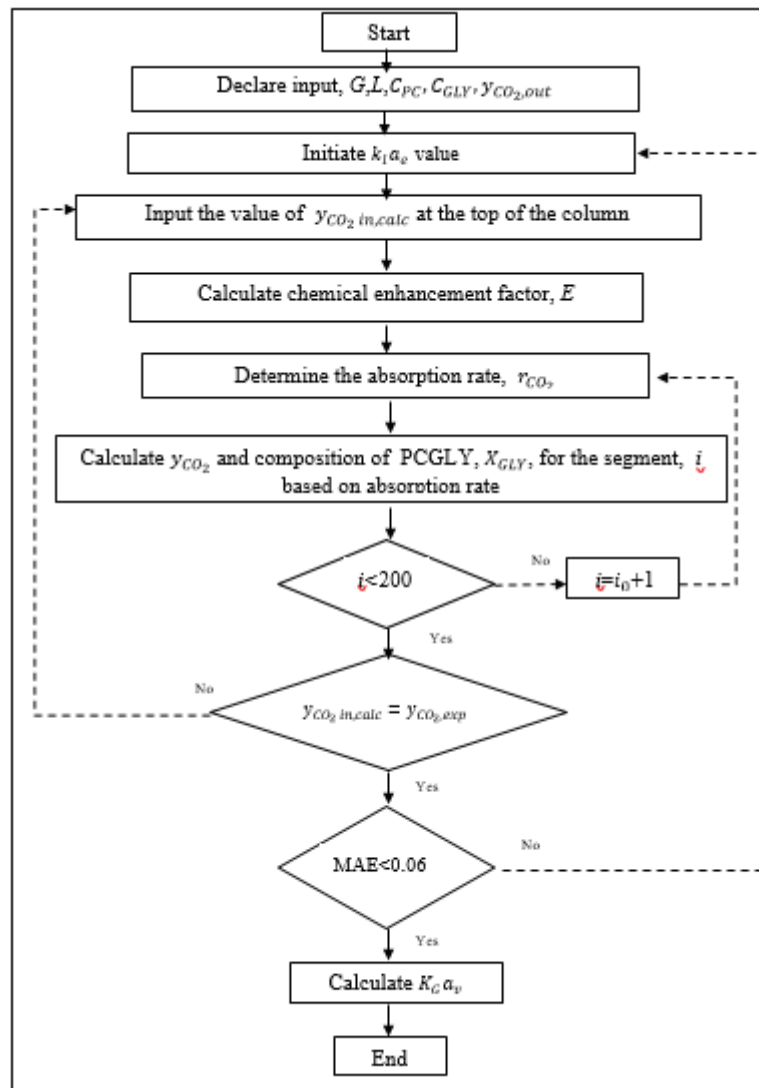 Start
Declare input, G,L,C_PC, C_GLY, y_CO₂,out
Initiate k_l a_e value
Input the value of y_CO₂ in,calc at the top of the column
Calculate chemical enhancement factor, E
Determine the absorption rate, r_CO₂
Calculate y_CO₂ and composition of PCGLY, X_GLY, for the segment, i
based on absorption rate
i<200
No
i=i₀+1
Yes
No
y_CO₂ in,calc = y_CO₂,exp
Yes
MAE<0.06
No
Yes
Calculate K_G a_v
End